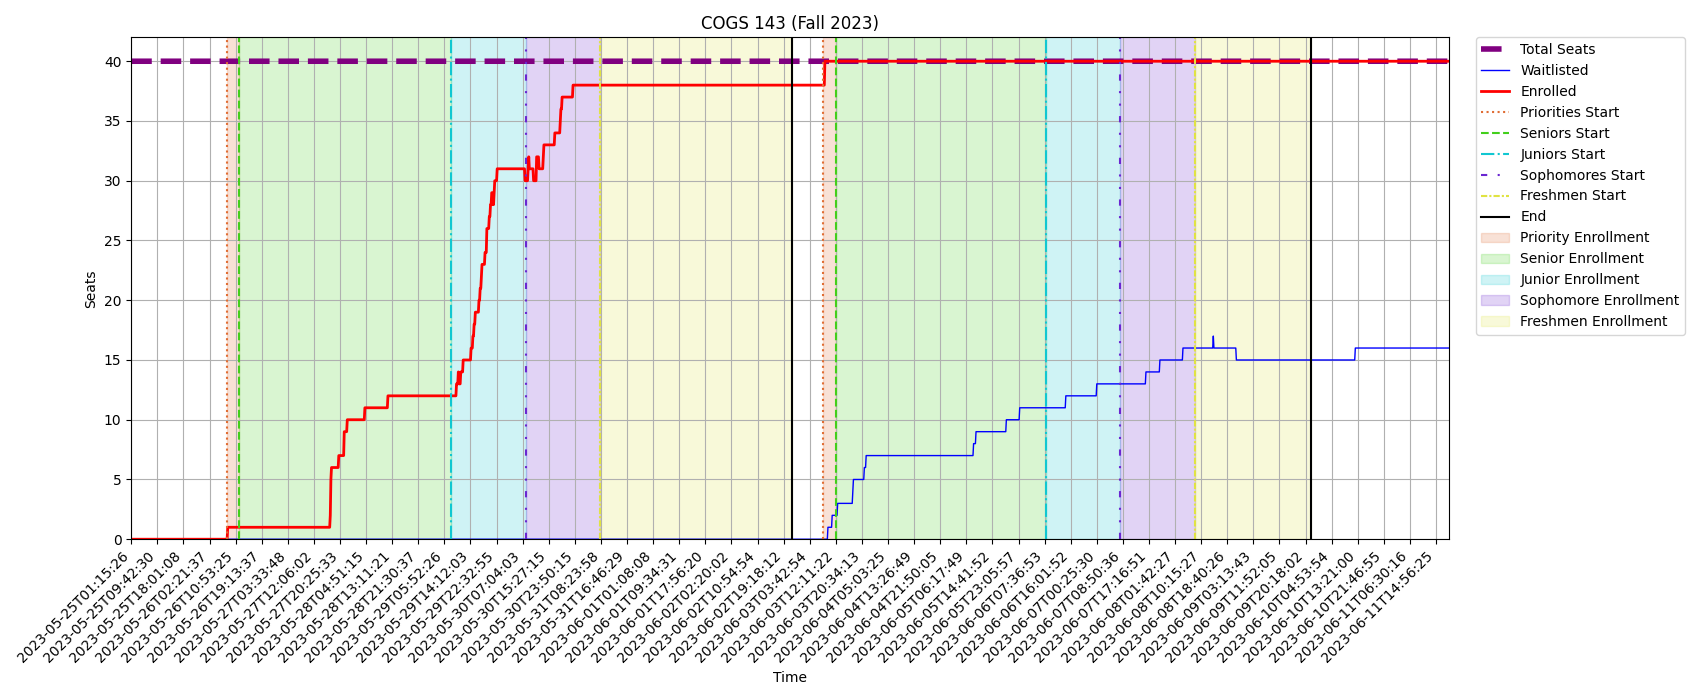 COGS 143 (Fall 2023)
Total Seats
Waitlisted
Enrolled
Priorities Start
Seniors Start
Juniors Start
Sophomores Start
Freshmen Start
End
Priority Enrollment
Senior Enrollment
Junior Enrollment
Sophomore Enrollment
Freshmen Enrollment
Seats
40
35
30
25
20
15
10
5
0
2023-05-25T01:15:26
2023-05-25T09:42:30
2023-05-25T18:01:08
2023-05-26T02:21:37
2023-05-26T10:53:25
2023-05-26T19:13:37
2023-05-27T03:33:48
2023-05-27T12:06:02
2023-05-27T20:25:33
2023-05-28T04:51:15
2023-05-28T13:11:21
2023-05-28T21:30:37
2023-05-29T05:52:26
2023-05-29T14:12:03
2023-05-29T22:32:55
2023-05-30T07:04:03
2023-05-30T15:27:15
2023-05-30T23:50:15
2023-05-31T08:23:58
2023-05-31T16:46:29
2023-06-01T01:08:09
2023-06-01T09:34:31
2023-06-01T17:56:20
2023-06-02T02:20:02
2023-06-02T10:54:54
2023-06-02T19:18:12
2023-06-03T03:42:54
2023-06-03T12:11:22
2023-06-03T20:34:13
2023-06-04T05:03:25
2023-06-04T13:26:49
2023-06-04T21:50:05
2023-06-05T06:17:49
2023-06-05T14:41:52
2023-06-05T23:05:57
2023-06-06T07:36:53
2023-06-06T16:01:52
2023-06-07T00:25:30
2023-06-07T08:50:36
2023-06-07T17:16:51
2023-06-08T01:42:27
2023-06-08T10:15:27
2023-06-08T18:40:26
2023-06-09T03:13:43
2023-06-09T11:52:05
2023-06-09T20:18:02
2023-06-10T04:53:54
2023-06-10T13:21:00
2023-06-10T21:46:55
2023-06-11T06:30:16
2023-06-11T14:56:25
Time